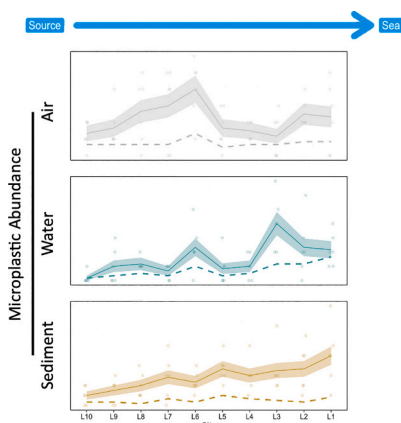 Source
Sea
Air
Water
Sediment
Microplastic Abundance
L10 L9 L8 L7 L6 L5 L4 L3 L2 L1